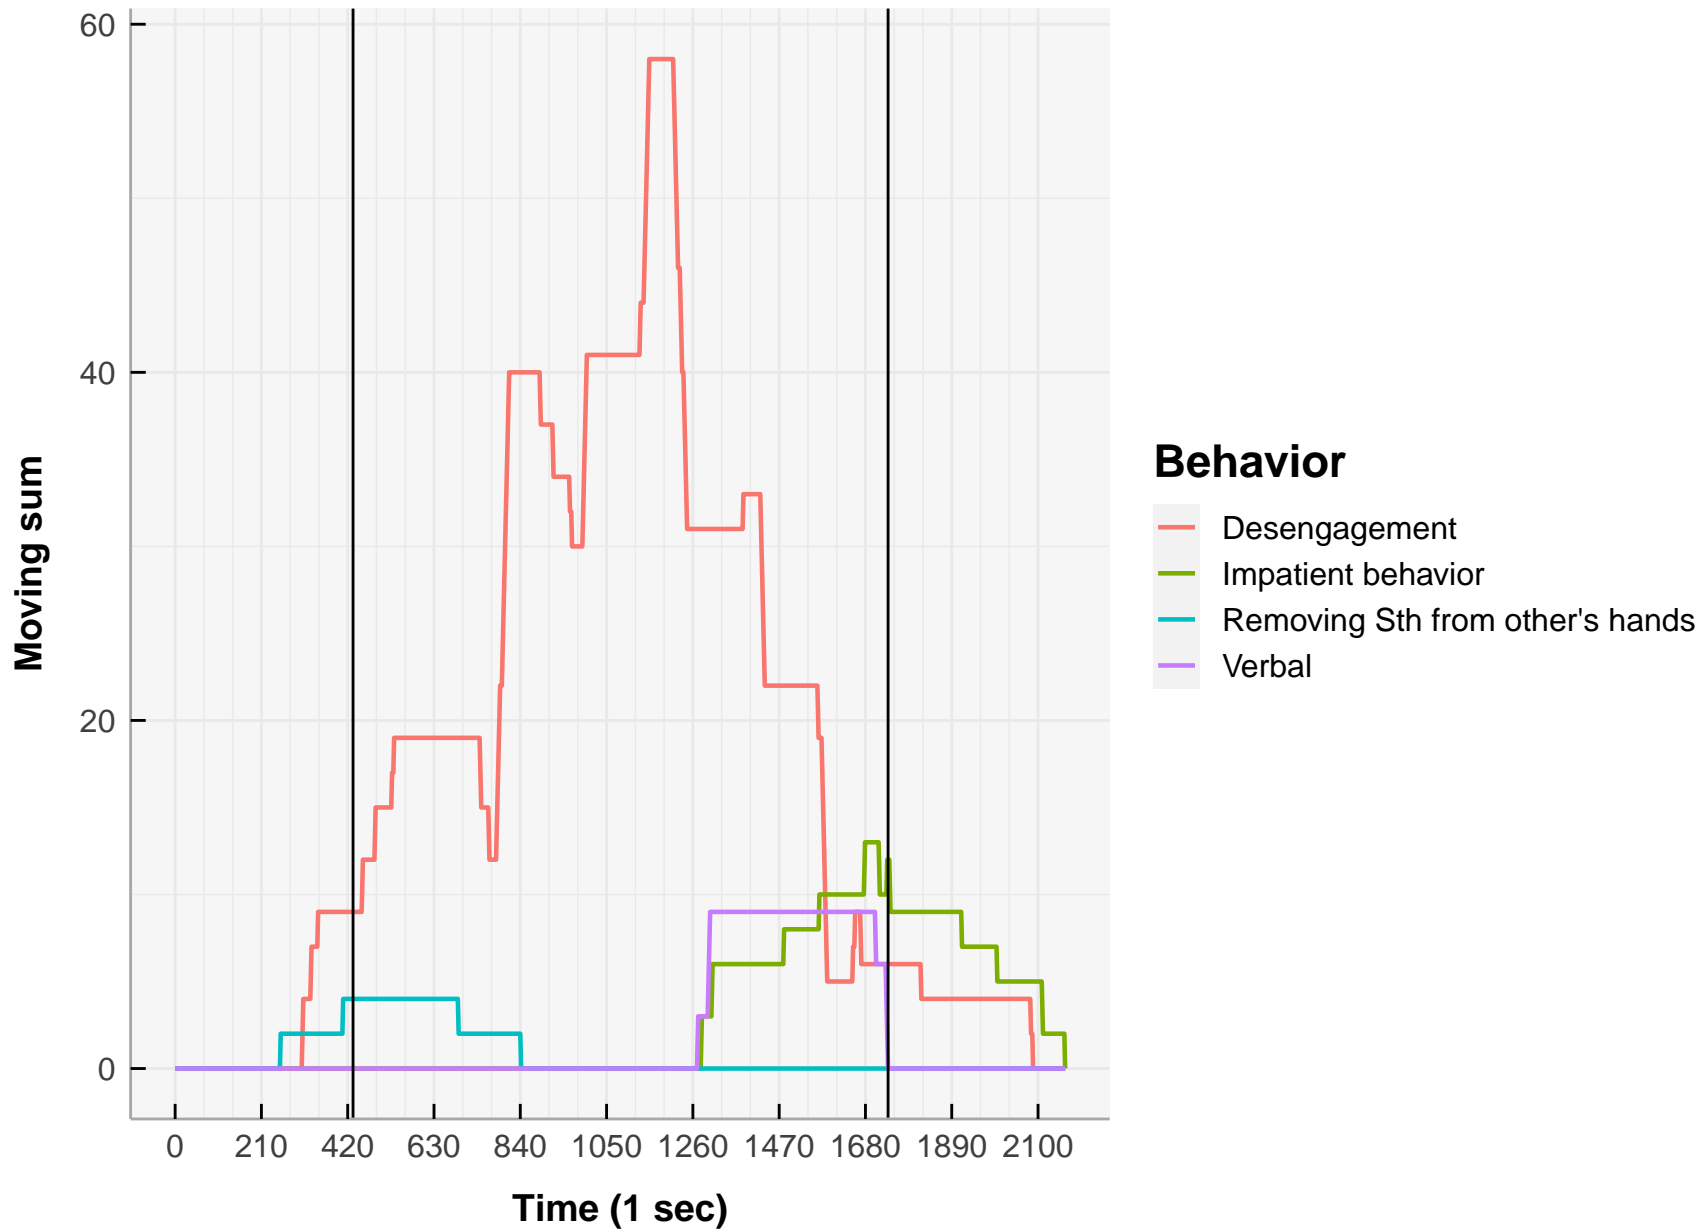 60
40
20
0
Moving sum
0 210 420 630 840 1050 1260 1470 1680 1890 2100
Time (1 sec)
Behavior
Desengagement
Impatient behavior
Removing Sth from other's hands
Verbal